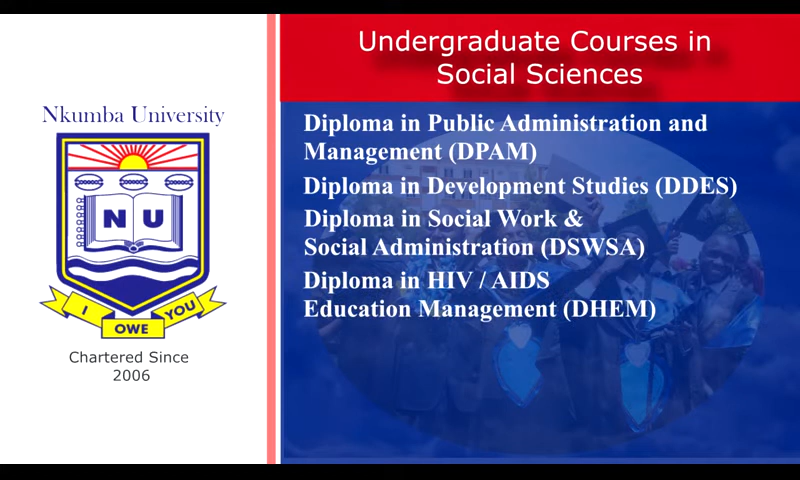 Nkumba University
N U
I OWE YOU
Chartered Since
2006
Undergraduate Courses in
Social Sciences
Diploma in Public Administration and
Management (DPAM)
Diploma in Development Studies (DDES)
Diploma in Social Work &
Social Administration (DSWSA)
Diploma in HIV / AIDS
Education Management (DHEM)